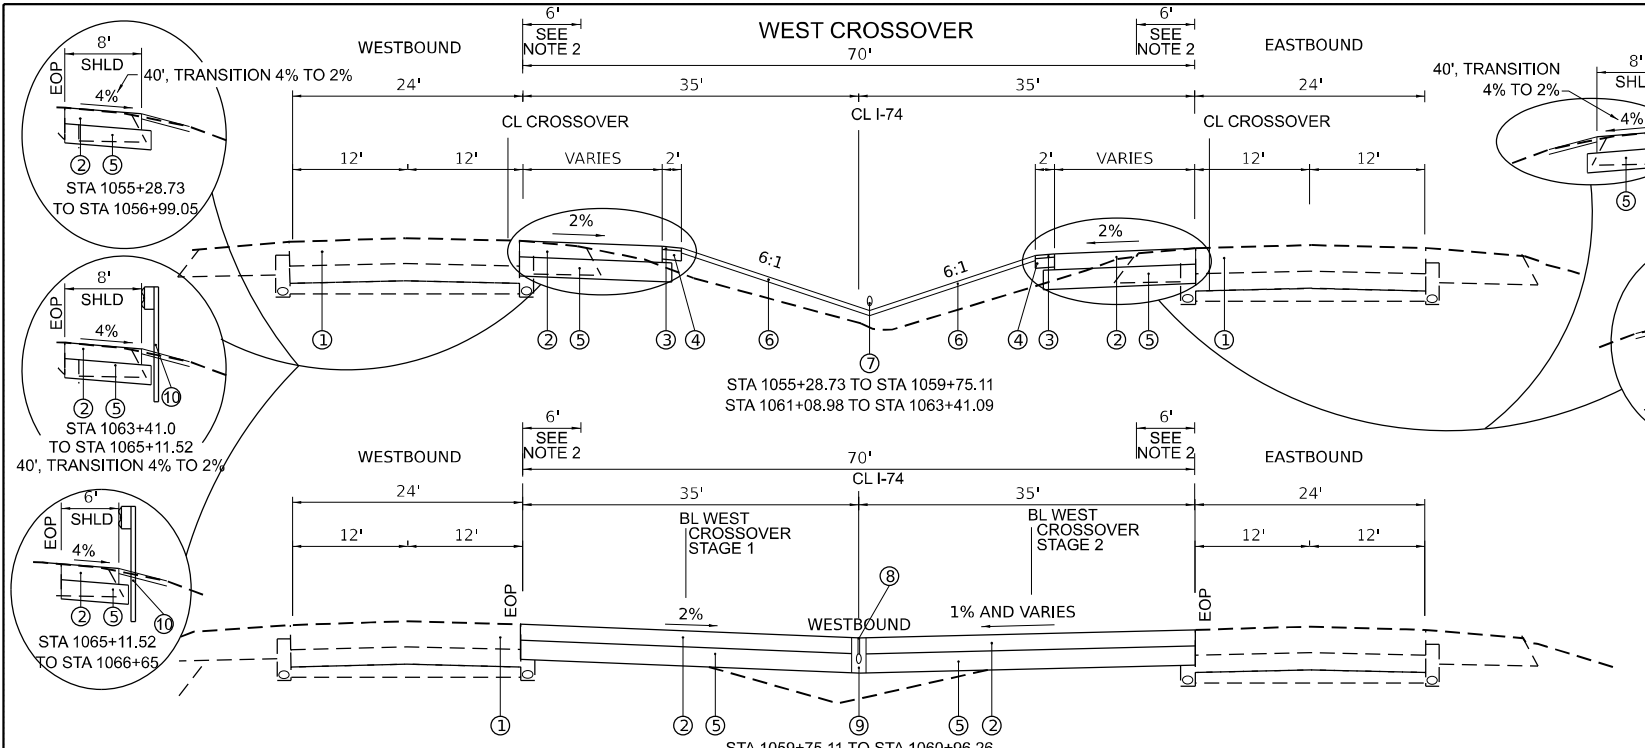 WEST CROSSOVER
6'
SEE
NOTE 2
6'
SEE
NOTE 2
WESTBOUND
70'
EASTBOUND
24'
35'
35'
24'
CL I-74
CL CROSSOVER
CL CROSSOVER
12'
12'
VARIES
2'
2'
VARIES
12'
12'
8'
SHLD
EOP
40', TRANSITION 4% TO 2%
4%
2
5
STA 1055+28.73
TO STA 1056+99.05
40', TRANSITION
4% TO 2%
8'
4%
5
2%
6:1
6:1
2%
1
2
5
3
4
6
7
6
4
3
2
5
1
STA 1055+28.73 TO STA 1059+75.11
STA 1061+08.98 TO STA 1063+41.09
8'
SHLD
EOP
4%
2
5
10
STA 1063+41.0
TO STA 1065+11.52
40', TRANSITION 4% TO 2%
6'
SEE
NOTE 2
6'
SEE
NOTE 2
WESTBOUND
70'
EASTBOUND
CL I-74
24'
35'
35'
24'
12'
12'
BL WEST
CROSSOVER
STAGE 1
BL WEST
CROSSOVER
STAGE 2
12'
12'
6'
SHLD
EOP
4%
2
5
10
STA 1065+11.52
TO STA 1066+65
EOP
2%
WESTBOUND
8
1% AND VARIES
EOP
1
2
5
9
5
2
STA 1059+75.11 TO STA 1060+96.26